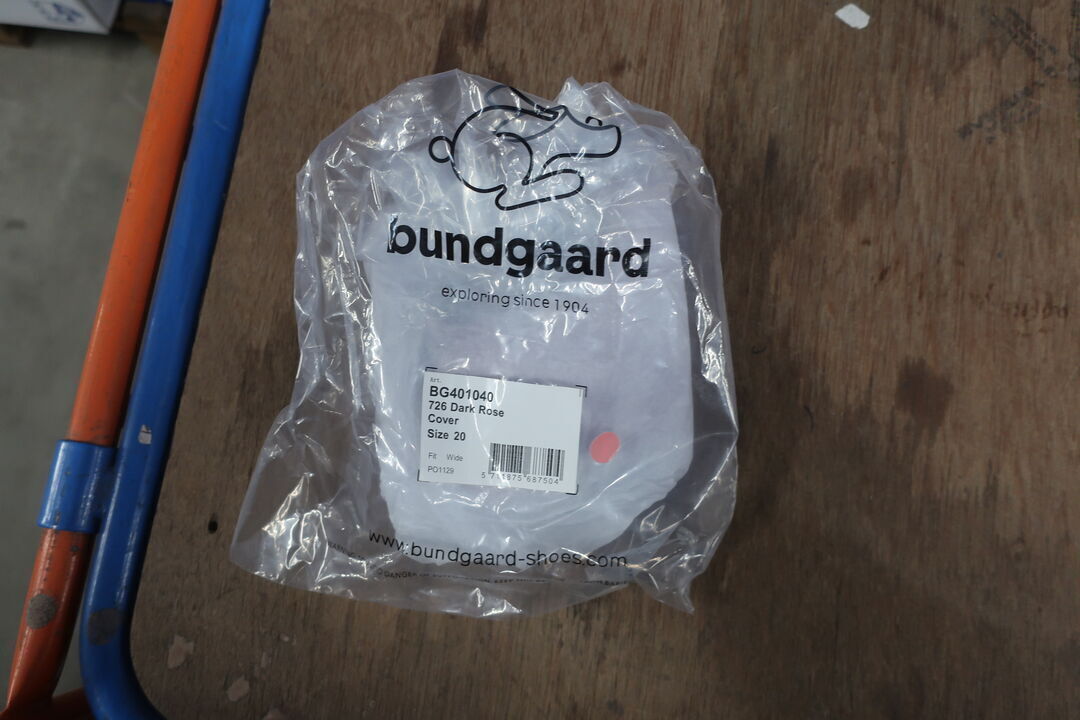 bundgaard
exploring since 1904
Art.
BG401040
726 Dark Rose
Cover
Size 20
Fit Wide
PO1129
www.bundgaard-shoes.com